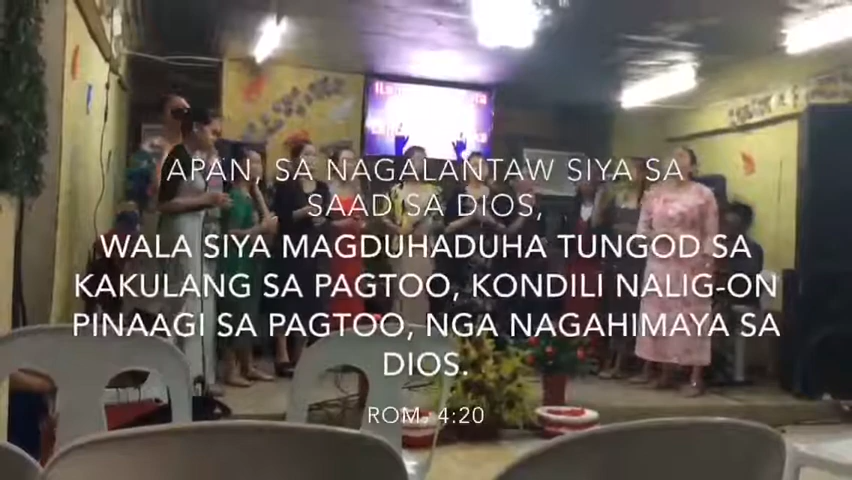 APAN, SA NAGALANTAW SIYA SA
SAAD SA DIOS,
WALA SIYA MAGDUHADUHA TUNGOD SA
KAKULANG SA PAGTOO, KONDILI NALIG-ON
PINAAGI SA PAGTOO, NGA NAGAHIMAYA SA
DIOS.
ROM. 4:20